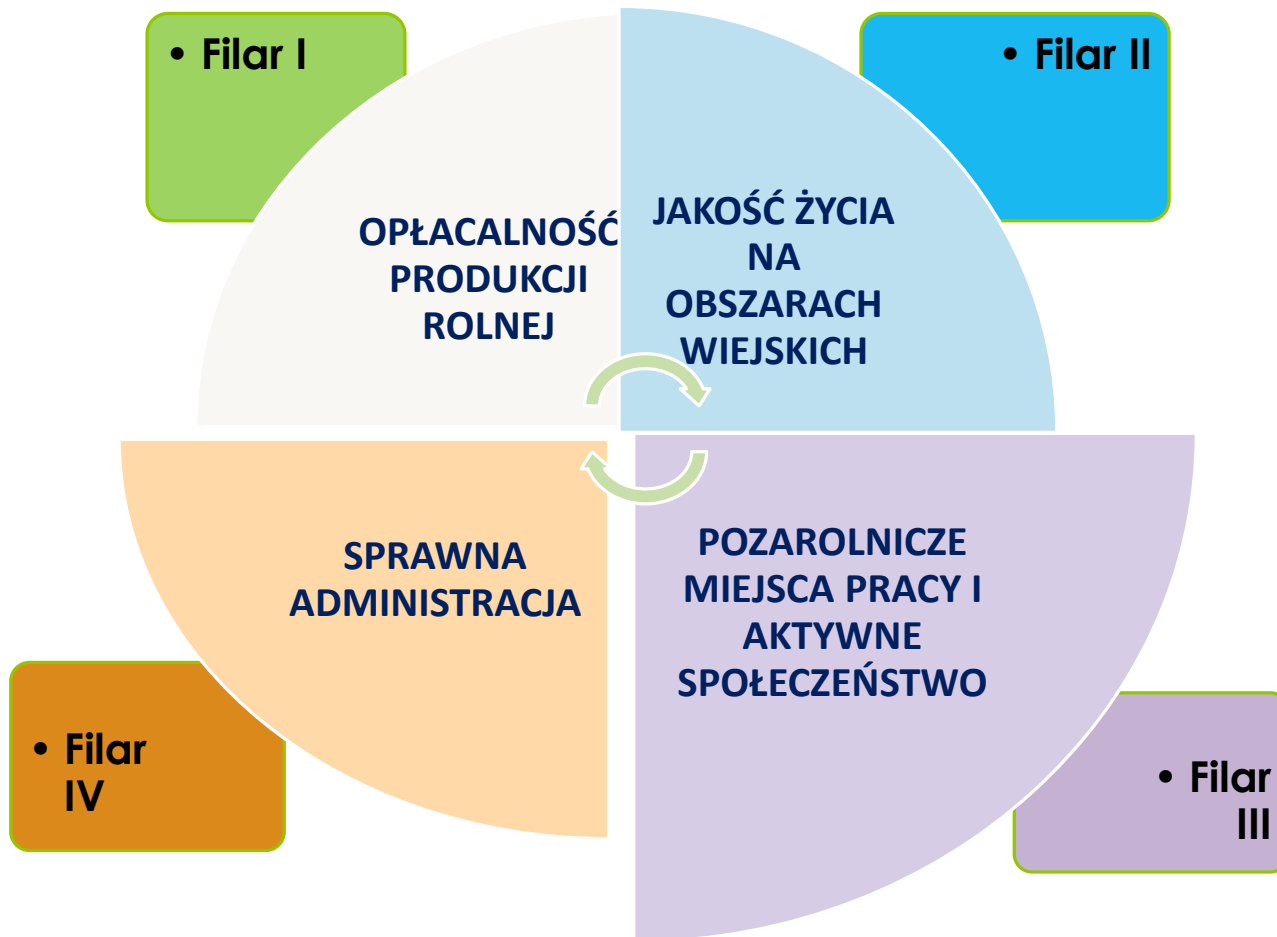 • Filar I
OPŁACALNOŚĆ
PRODUKCJI
ROLNEJ
• Filar II
JAKOŚĆ ŻYCIA
NA
OBSZARACH
WIEJSKICH
• Filar
III
POZAROLNICZE
MIEJSCA PRACY I
AKTYWNE
SPOŁECZEŃSTWO
• Filar
IV
SPRAWNA
ADMINISTRACJA